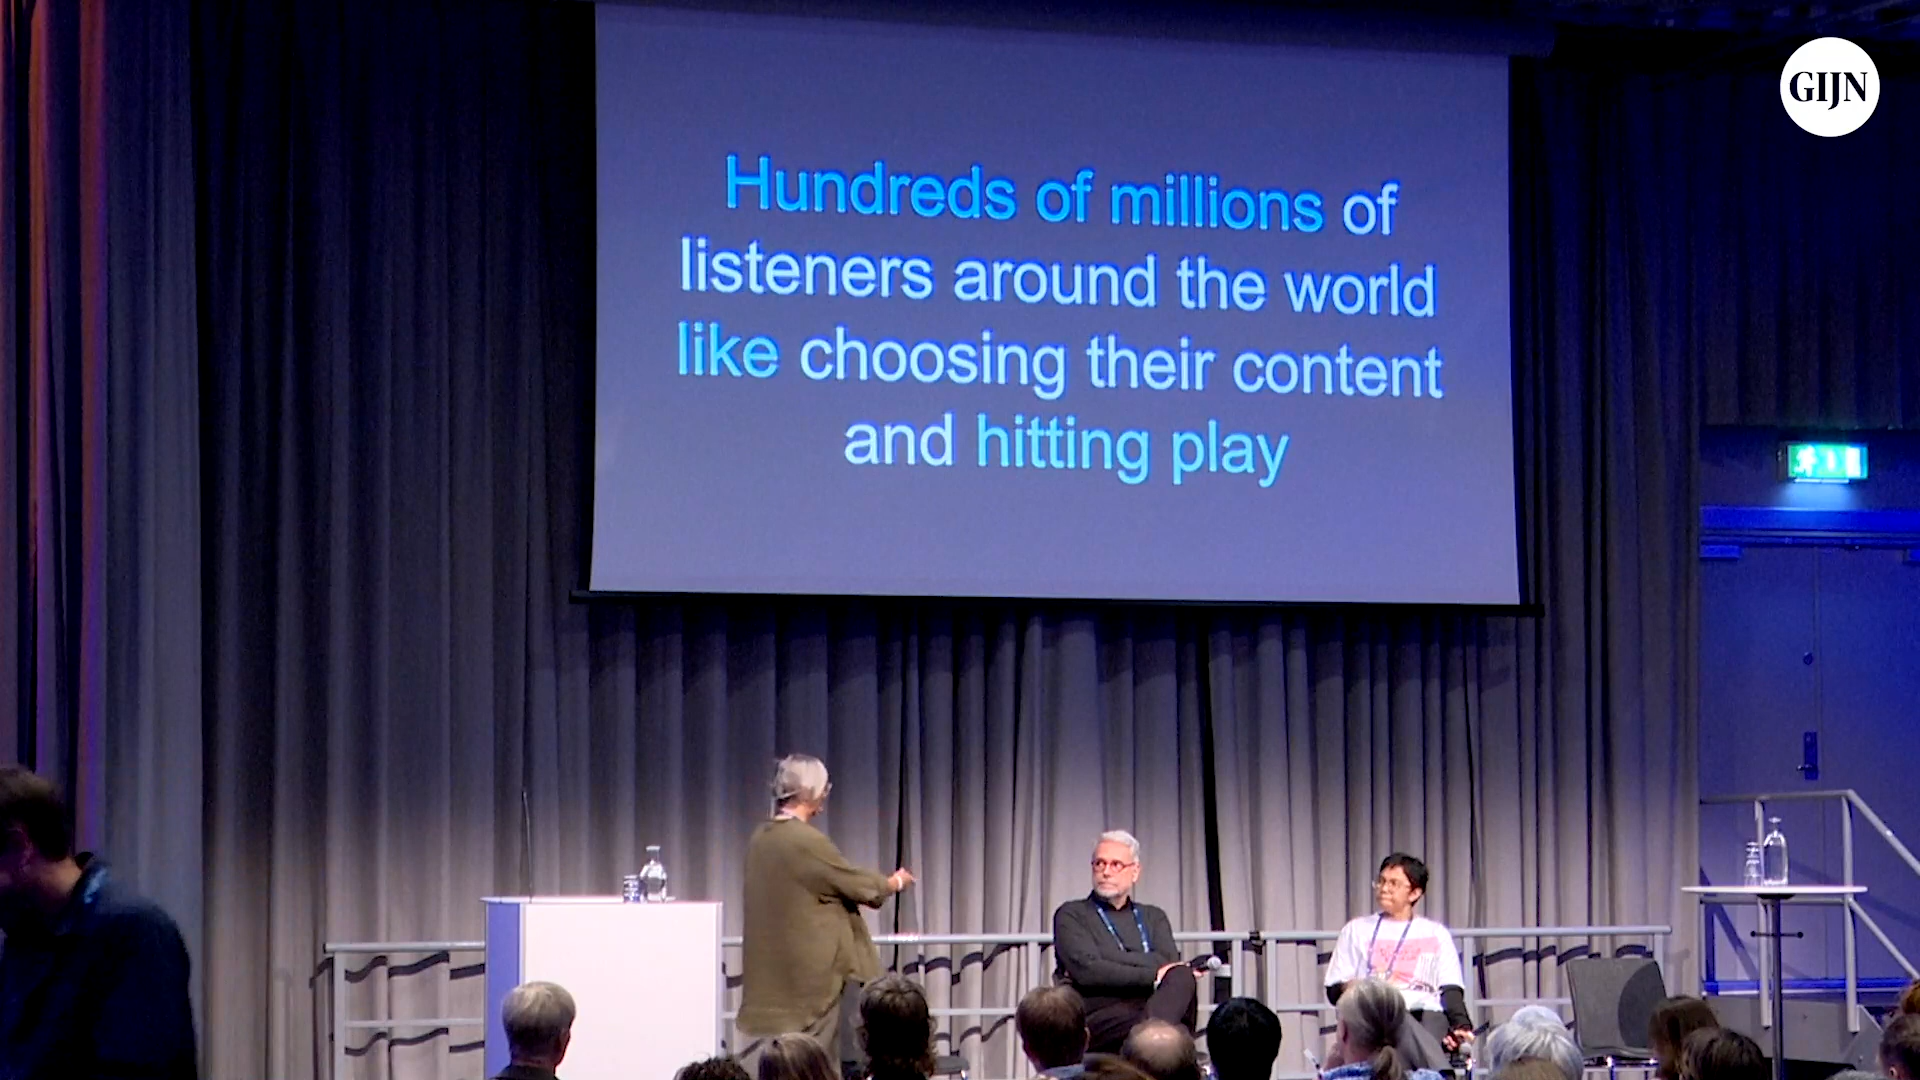 GIJN
Hundreds of millions of
listeners around the world
like choosing their content
and hitting play